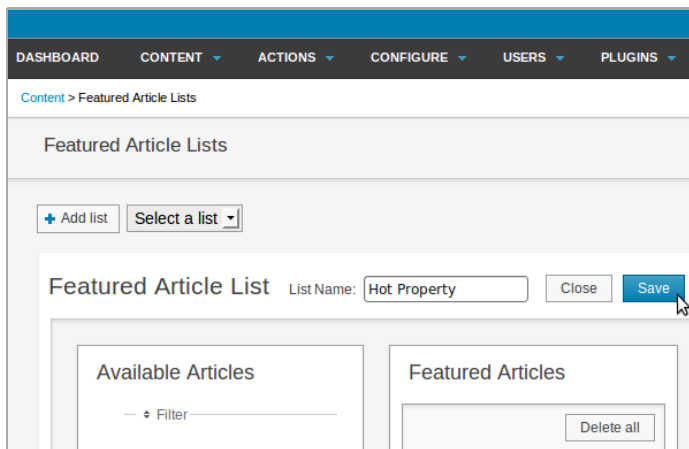 DASHBOARD CONTENT ACTIONS CONFIGURE USERS PLUGINS
Content > Featured Article Lists
Featured Article Lists
Add list Select a list
Featured Article List List Name: Hot Property Close Save
Available Articles Featured Articles
Filter
Delete all